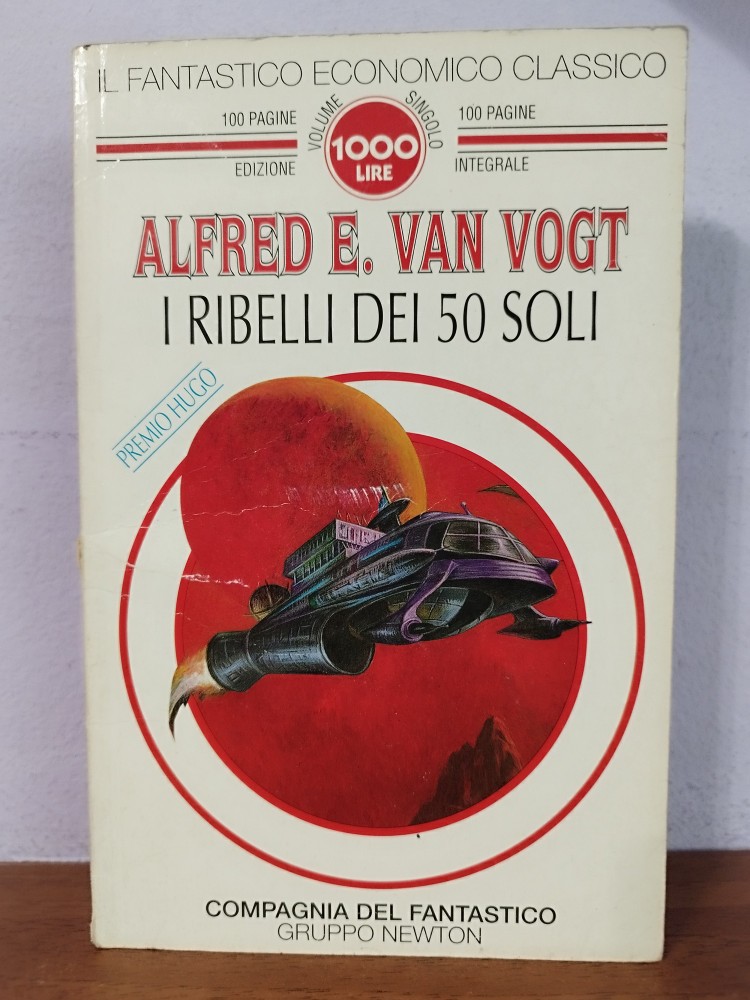 IL FANTASTICO ECONOMICO CLASSICO
100 PAGINE
EDIZIONE
VOLUME SINGOLO
1000
LIRE
100 PAGINE
INTEGRALE
ALFRED E. VAN VOGT
I RIBELLI DEI 50 SOLI
PREMIO HUGO
COMPAGNIA DEL FANTASTICO
GRUPPO NEWTON